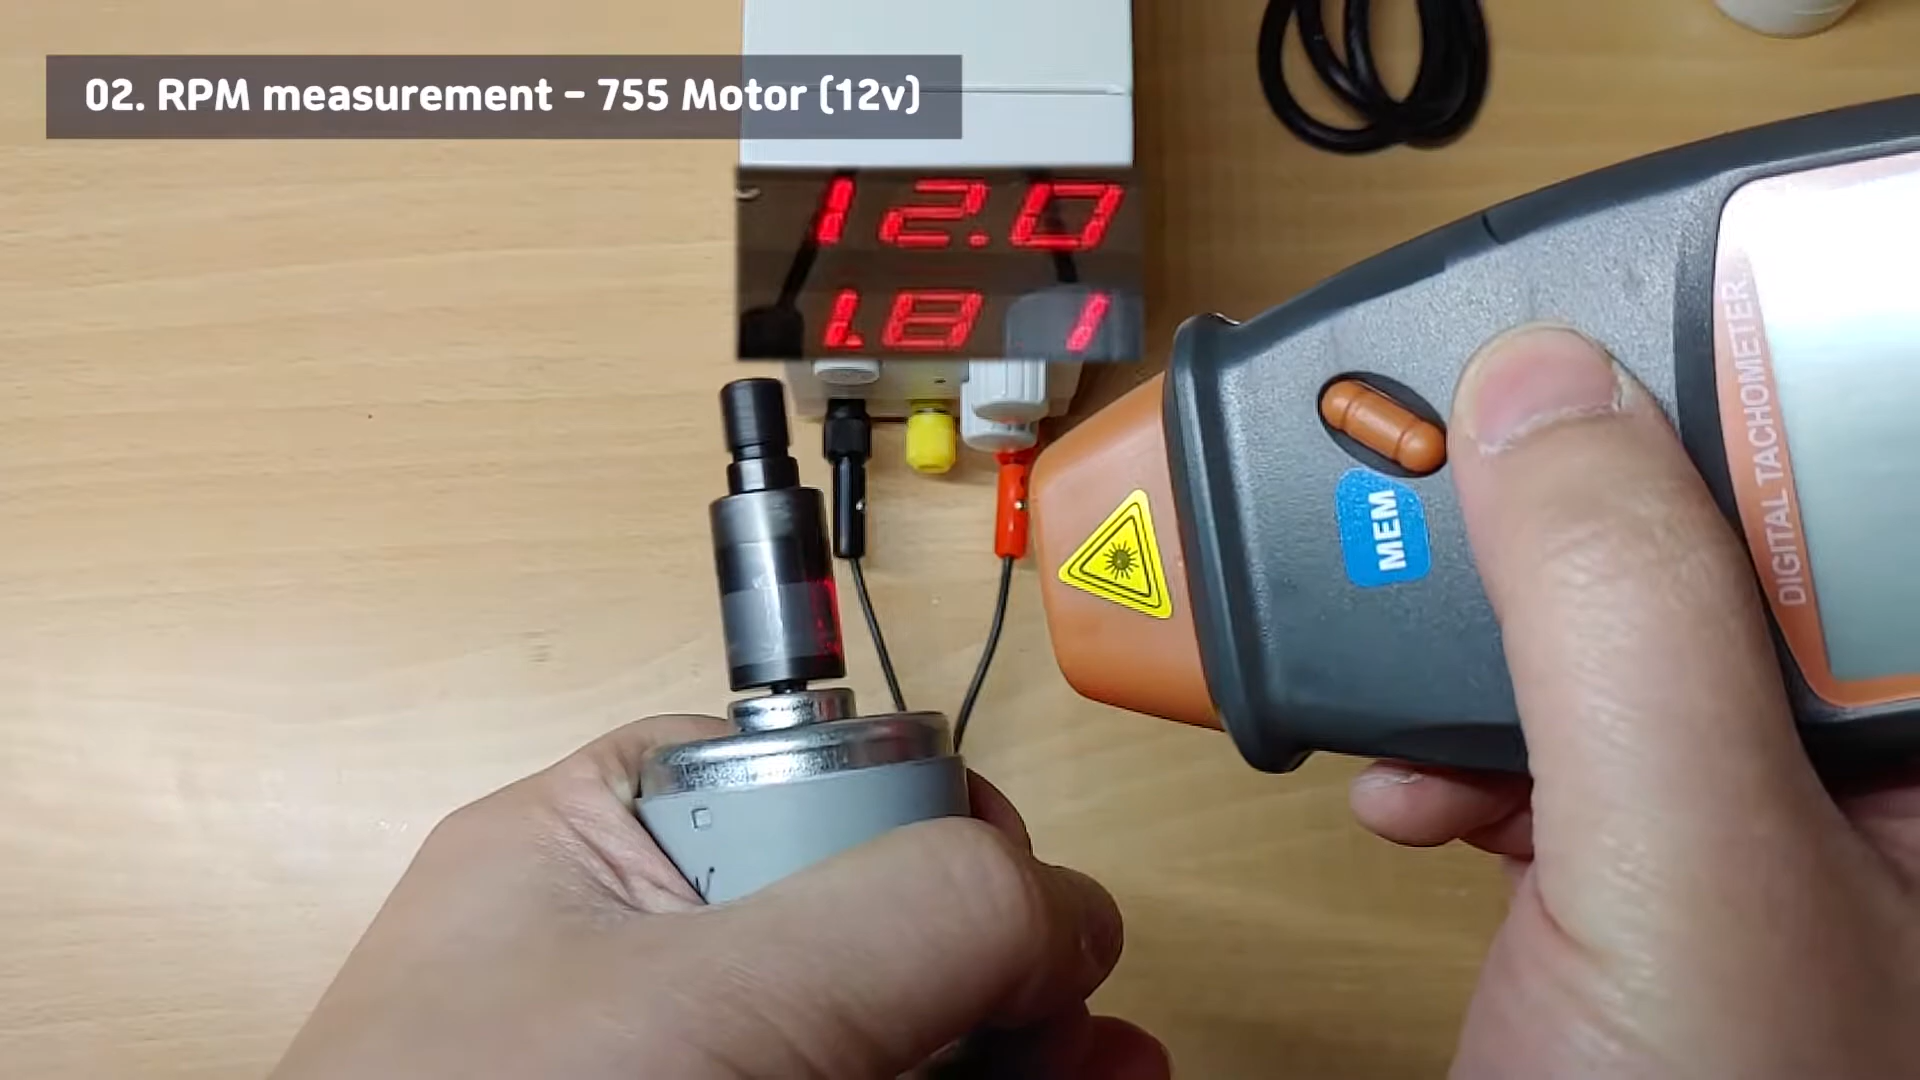 02. RPM measurement - 755 Motor (12v)
12.0
1.81
MEM
DIGITAL TACHOMETER